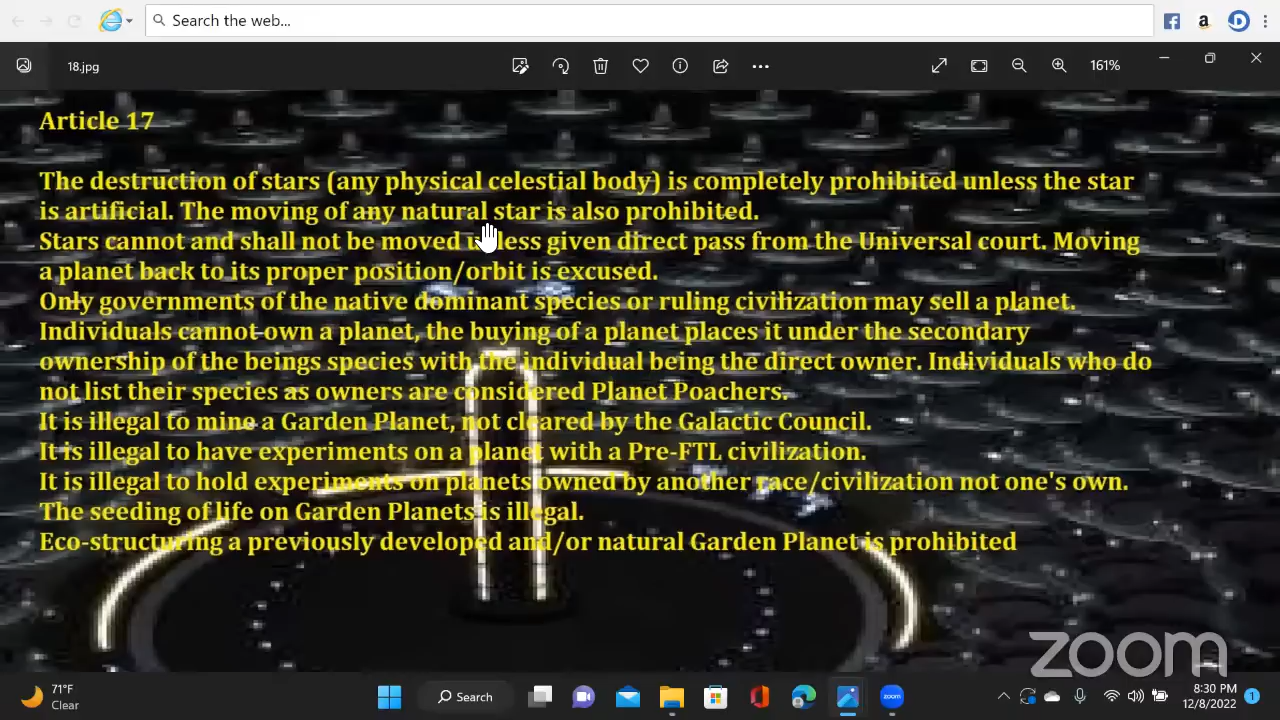 Search the web...
18.jpg
161%
Article 17
The destruction of stars (any physical celestial body) is completely prohibited unless the star
is artificial. The moving of any natural star is also prohibited.
Stars cannot and shall not be moved unless given direct pass from the Universal court. Moving
a planet back to its proper position/orbit is excused.
Only governments of the native dominant species or ruling civilization may sell a planet.
Individuals cannot own a planet, the buying of a planet places it under the secondary
ownership of the beings species with the individual being the direct owner. Individuals who do
not list their species as owners are considered Planet Poachers.
It is illegal to mine a Garden Planet, not cleared by the Galactic Council.
It is illegal to have experiments on a planet with a Pre-FTL civilization.
It is illegal to hold experiments on planets owned by another race/civilization not one's own.
The seeding of life on Garden Planets is illegal.
Eco-structuring a previously developed and/or natural Garden Planet is prohibited
zoom
71°F
Clear
Search
zoom
8:30 PM
12/8/2022
1